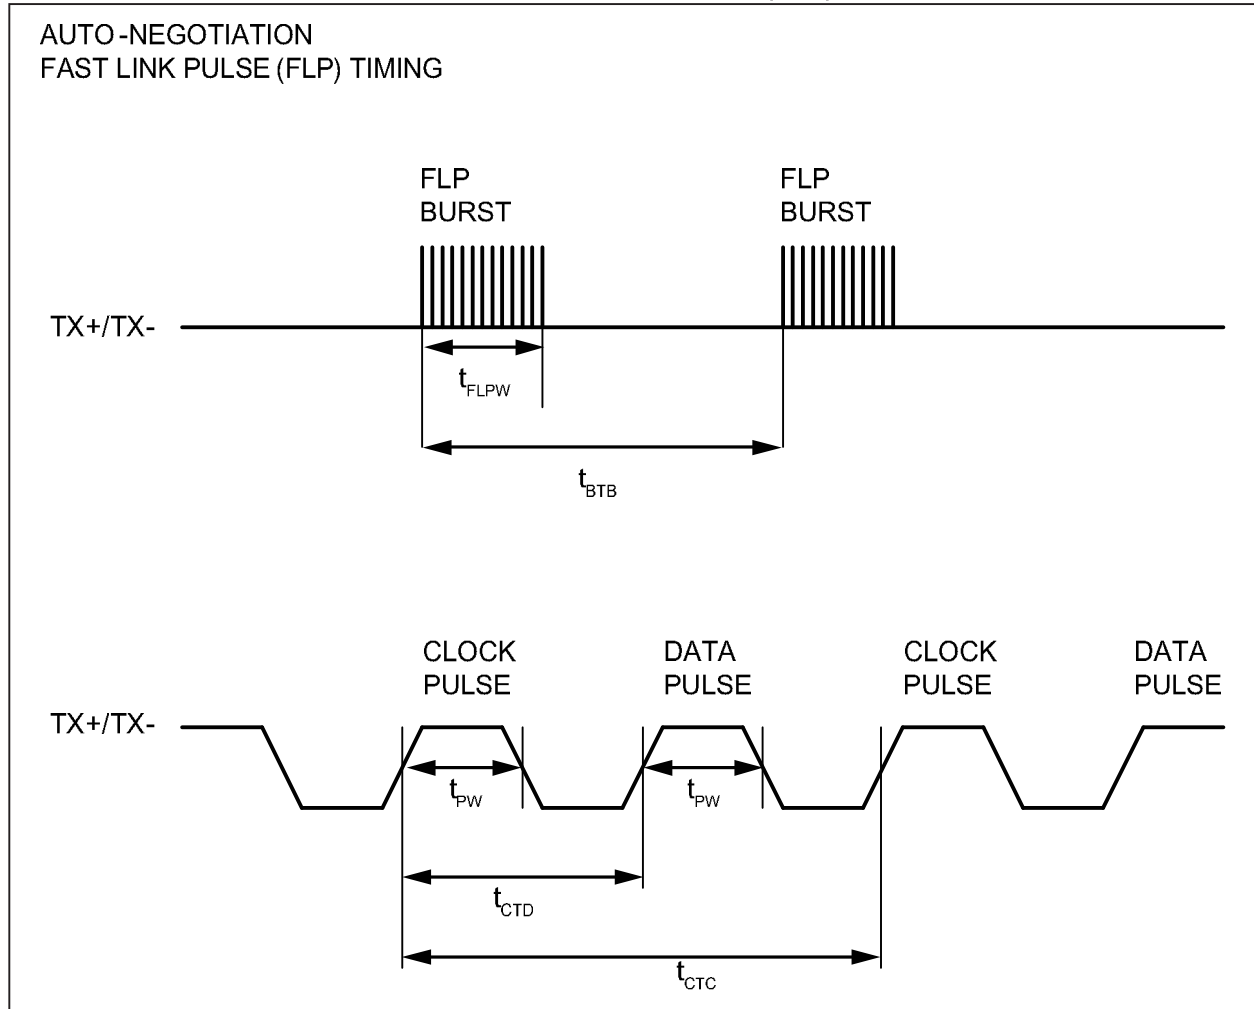 AUTO-NEGOTIATION
FAST LINK PULSE (FLP) TIMING
FLP BURST
FLP BURST
TX+/TX-
tFLPW
tBTB
CLOCK PULSE
DATA PULSE
CLOCK PULSE
DATA PULSE
TX+/TX-
tPW
tPW
tCTD
tCTC